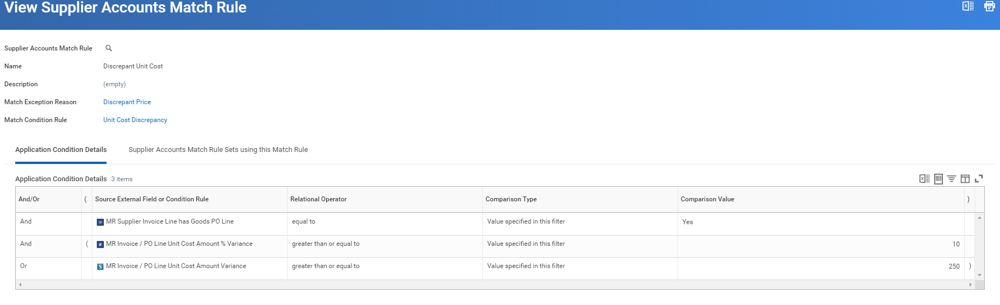 View Supplier Accounts Match Rule
Supplier Accounts Match Rule
Name Discrepant Unit Cost
Description (empty)
Match Exception Reason Discrepant Price
Match Condition Rule Unit Cost Discrepancy
Application Condition Details Supplier Accounts Match Rule Sets using this Match Rule
Application Condition Details 3 items
And/Or ( Source External Field or Condition Rule Relational Operator Comparison Type Comparison Value )
And MR Supplier Invoice Line has Goods PO Line equal to Value specified in this filter Yes
And ( # MR Invoice / PO Line Unit Cost Amount % Variance greater than or equal to Value specified in this filter 10
Or $ MR Invoice / PO Line Unit Cost Amount Variance greater than or equal to Value specified in this filter 250 )